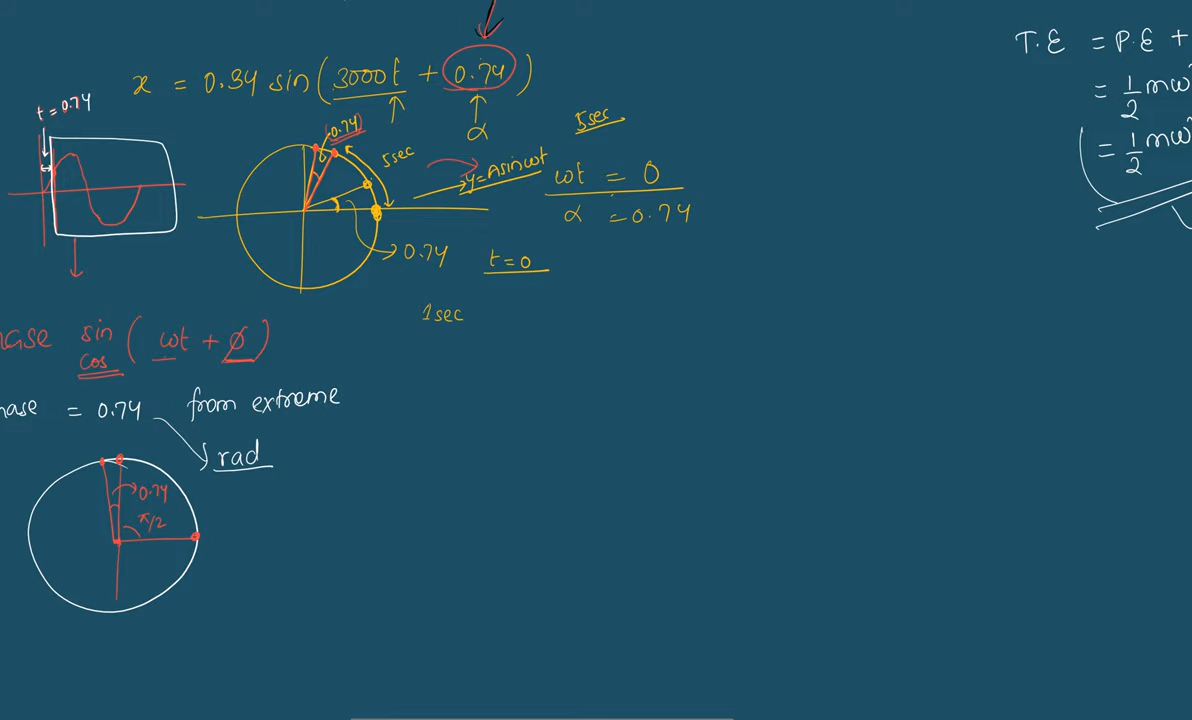 x = 0.34 sin(3000t + 0.74)
α
t = 0.74
0.74
5sec
y = A sin ωt
5sec
ωt = 0
α = 0.74
0.74
t = 0
1sec
sin
cos
(ωt + ø)
= 0.74 from extreme
rad
0.74
π/2
T.E = P.E +
= 1/2 mω
= 1/2 mω